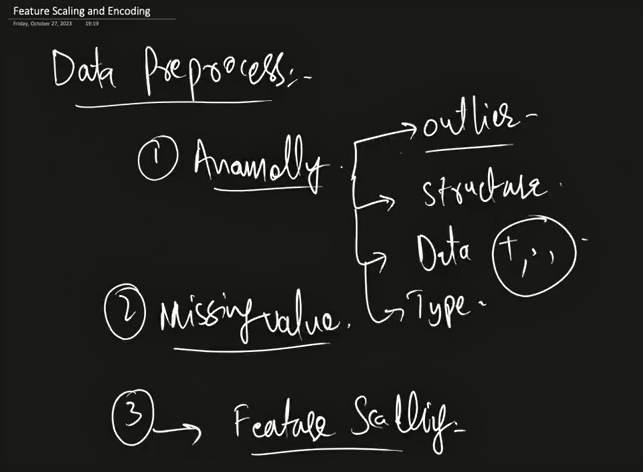 Feature Scaling and Encoding
Friday, October 27, 2023 19:19
Data Preprocess:-
① Anamolly.
outlier-
structure.
Data (+,·,) -
Type-
② Missing value.
③ → Feature Scalling-